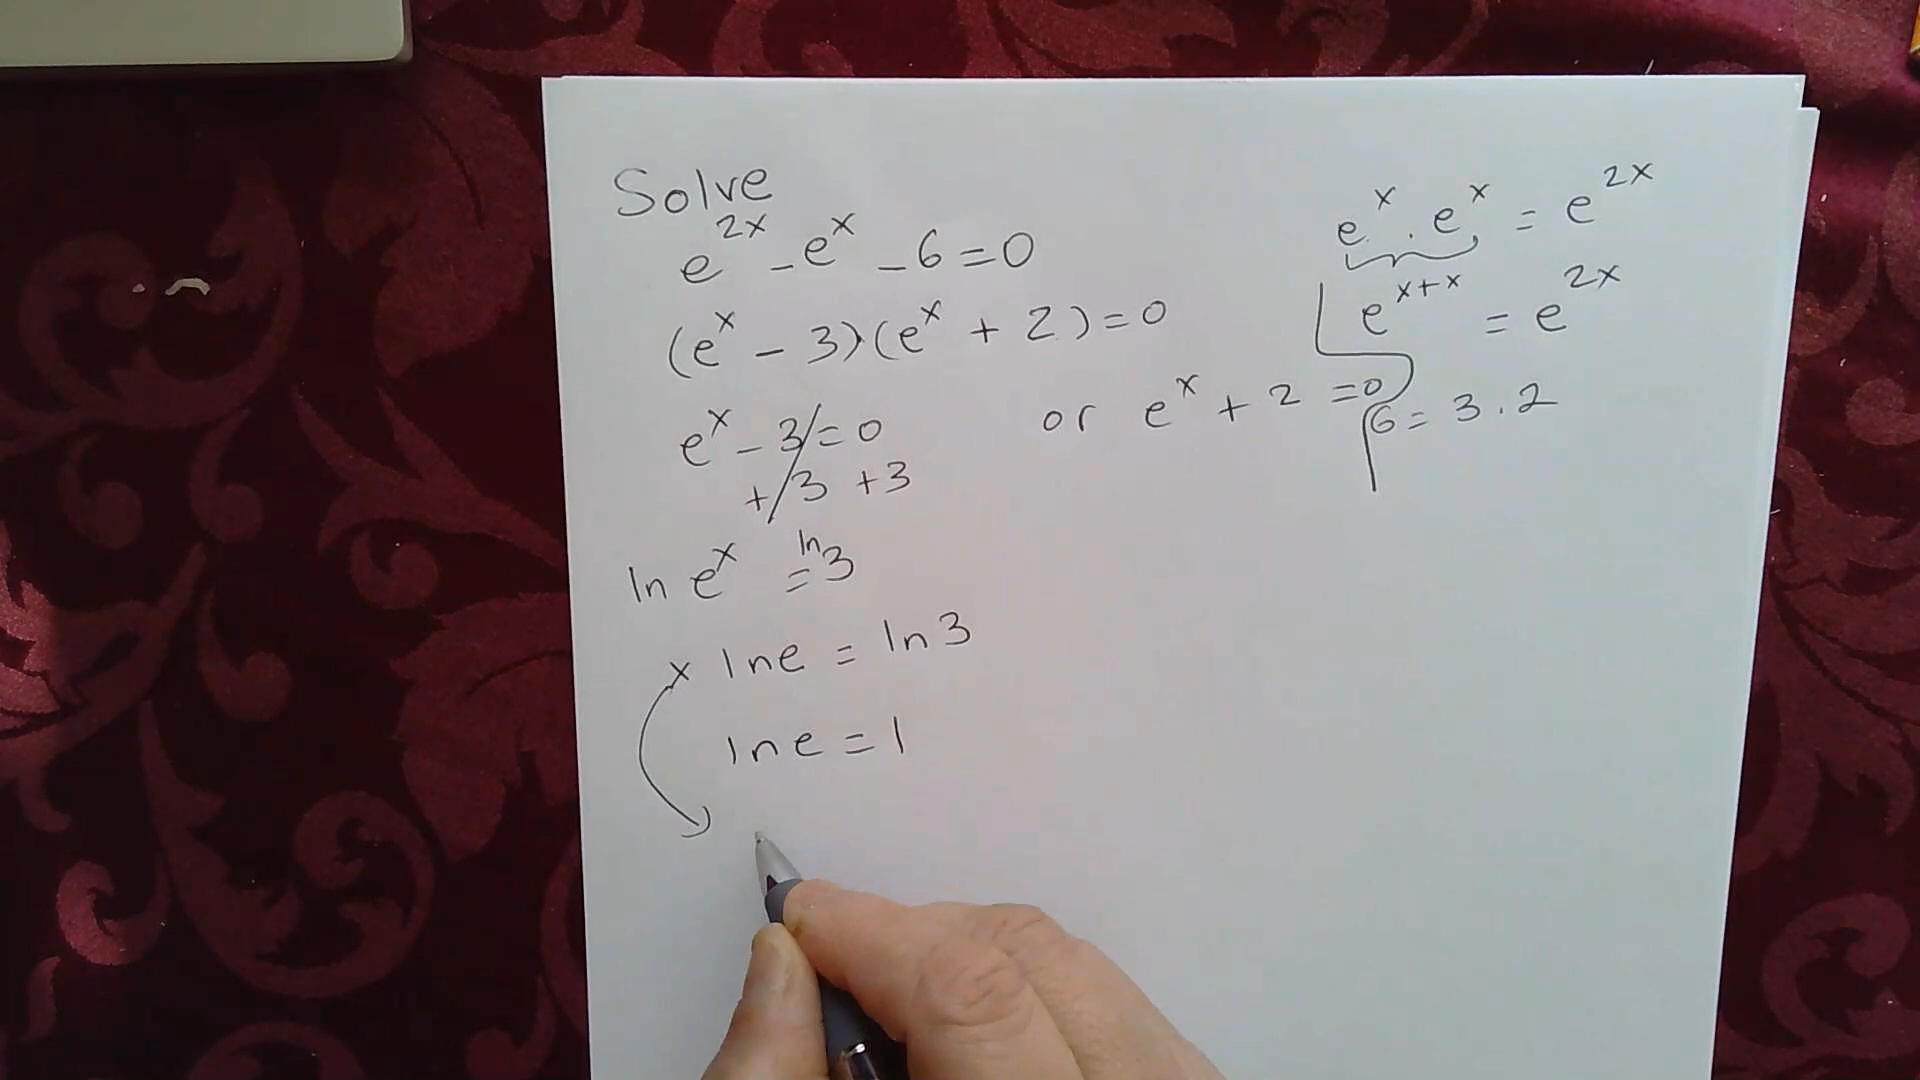 Solve
e^2x - e^x - 6 = 0
(e^x - 3)(e^x + 2) = 0
e^x - 3 = 0 or e^x + 2 = 0
+3 +3
ln e^x = ln 3
x ln e = ln 3
ln e = 1
e^x . e^x = e^2x
e^x+x = e^2x
6 = 3 . 2